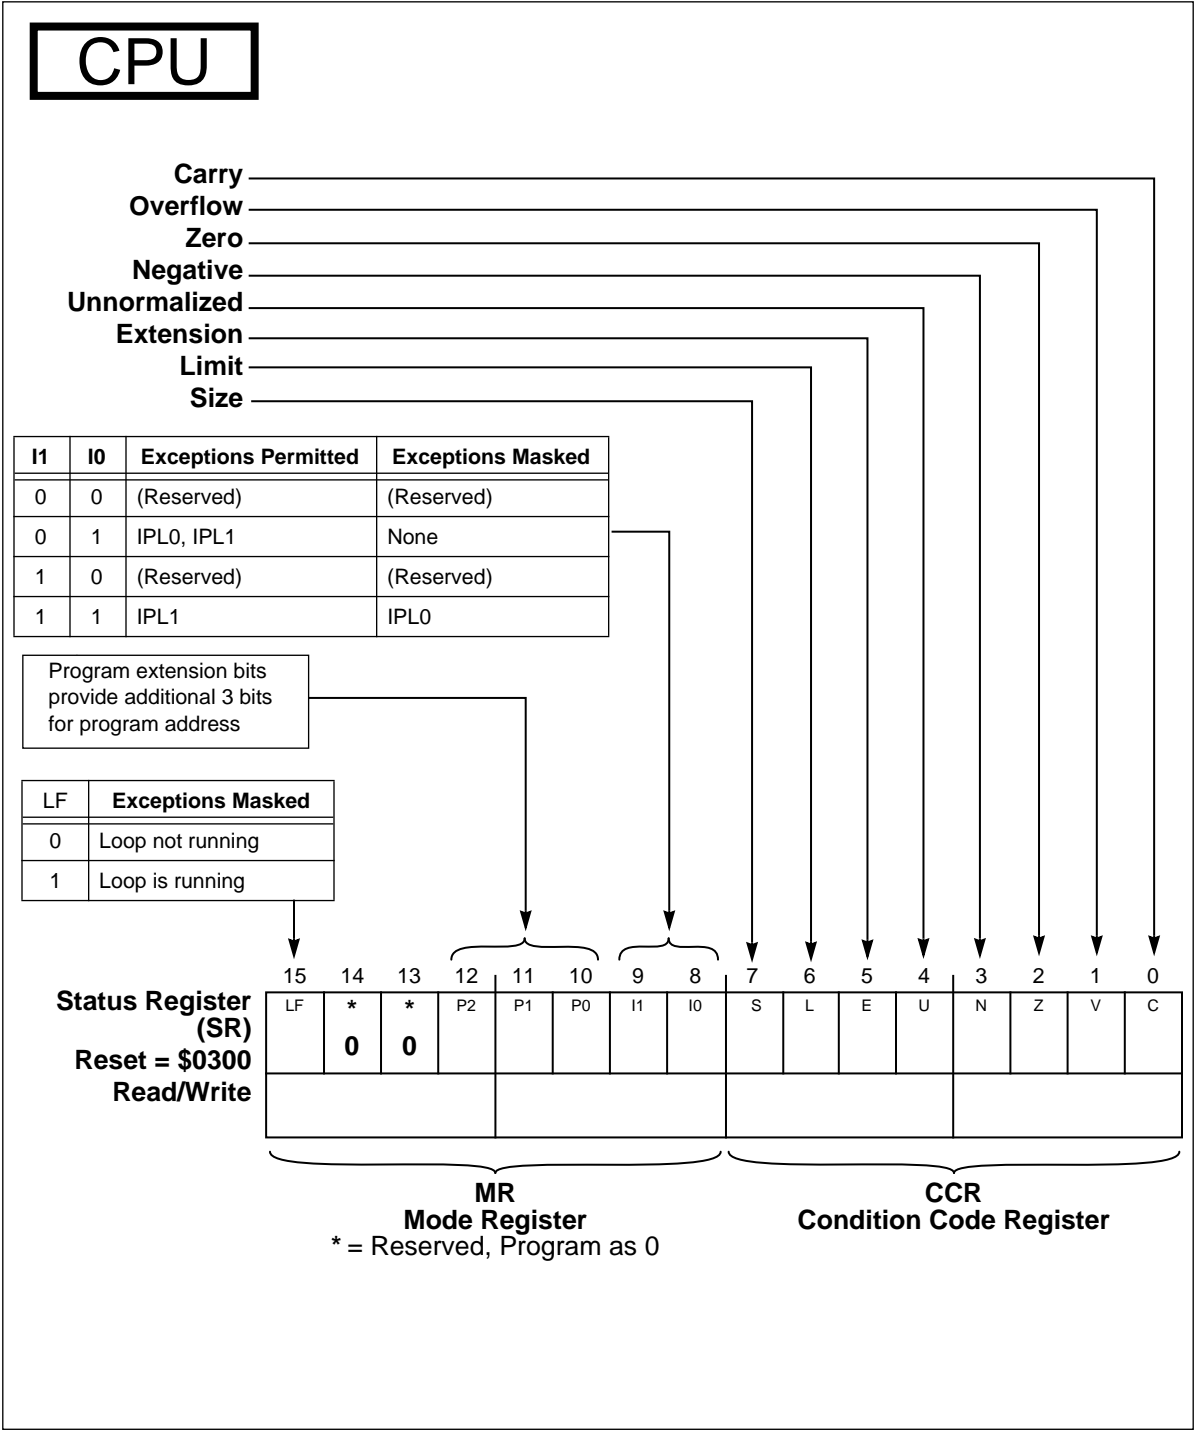 CPU
Carry
Overflow
Zero
Negative
Unnormalized
Extension
Limit
Size
I1 I0 Exceptions Permitted Exceptions Masked
0 0 (Reserved) (Reserved)
0 1 IPL0, IPL1 None
1 0 (Reserved) (Reserved)
1 1 IPL1 IPL0
Program extension bits
provide additional 3 bits
for program address
LF Exceptions Masked
0 Loop not running
1 Loop is running
15 14 13 12 11 10 9 8 7 6 5 4 3 2 1 0
Status Register
(SR)
Reset = $0300
Read/Write
LF * * P2 P1 P0 I1 I0 S L E U N Z V C
0 0
MR
Mode Register
* = Reserved, Program as 0
CCR
Condition Code Register